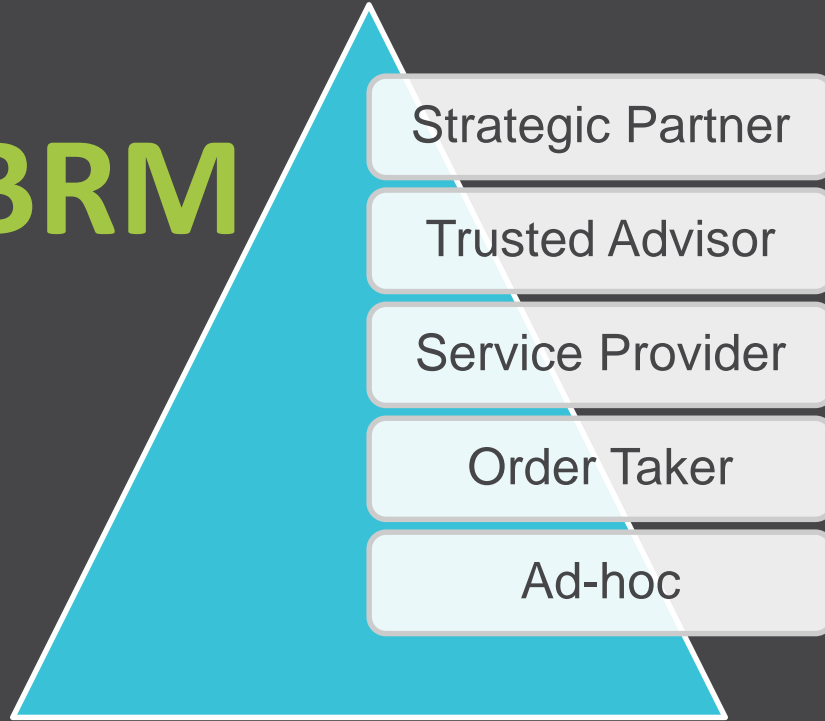 BRM
Strategic Partner
Trusted Advisor
Service Provider
Order Taker
Ad-hoc